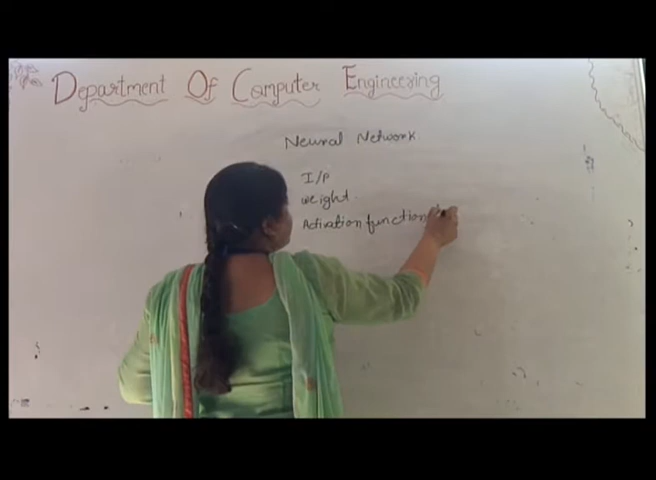 Department Of Computer Engineering
Neural Network
I/P
weight
Activation function